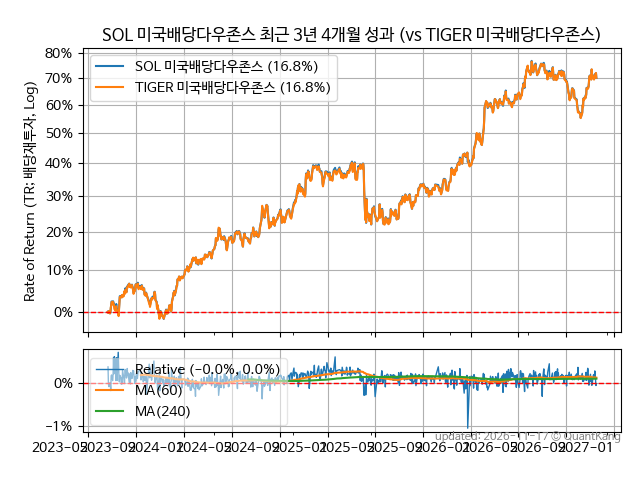 SOL 미국배당다우존스 최근 3년 4개월 성과 (vs TIGER 미국배당다우존스)
Rate of Return (TR: 배당재투자, Log)
80%
70%
60%
50%
40%
30%
20%
10%
0%
SOL 미국배당다우존스 (16.8%)
TIGER 미국배당다우존스 (16.8%)
0%
−1%
Relative (−0.0%, 0.0%)
MA(60)
MA(240)
2023-05 2023-09 2024-01 2024-05 2024-09 2025-01 2025-05 2025-09 2026-01 2026-05 2026-09 2027-01
updated: 2026-11-17 © QuantKang